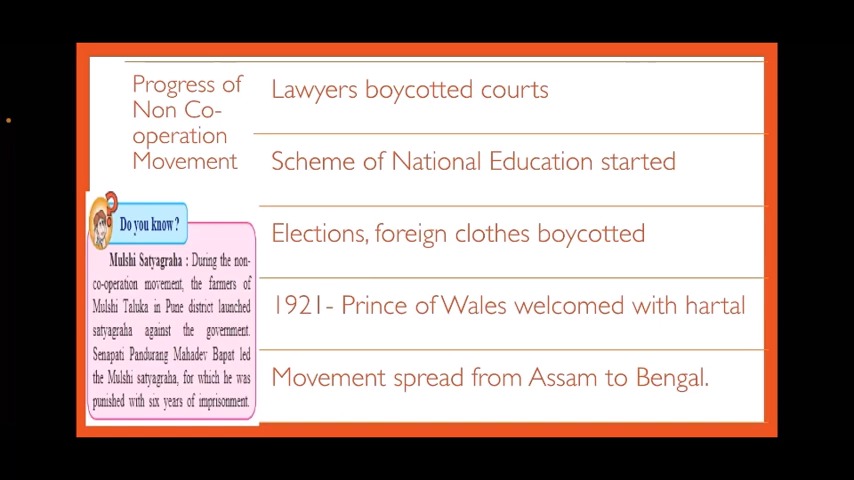 Progress of
Non Co-
operation
Movement
Lawyers boycotted courts
Scheme of National Education started
Elections, foreign clothes boycotted
1921- Prince of Wales welcomed with hartal
Movement spread from Assam to Bengal.
Do you know?
Mulshi Satyagraha : During the non-
co-operation movement, the farmers of
Mulshi Taluka in Pune district launched
satyagraha against the government.
Senapati Pandurang Mahadev Bapat led
the Mulshi satyagraha, for which he was
punished with six years of imprisonment.